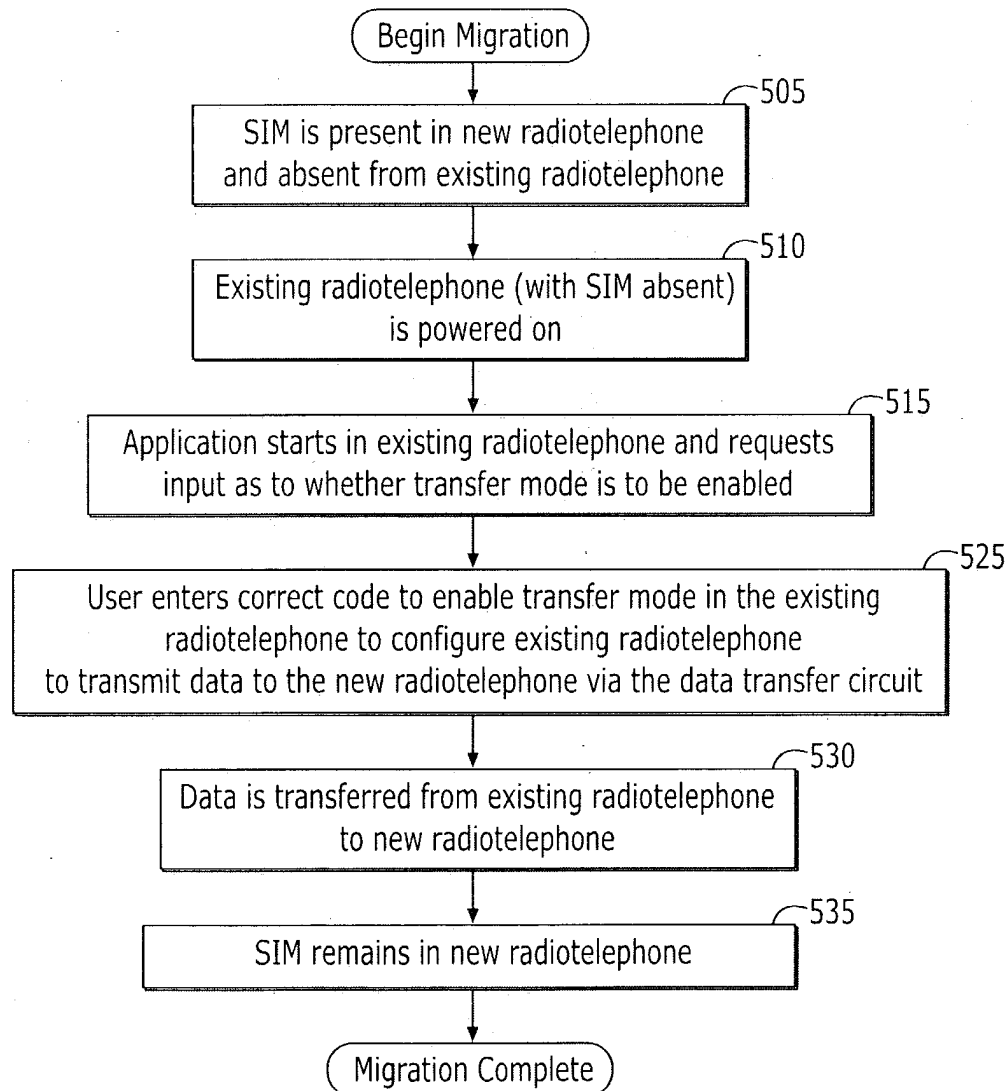 Begin Migration
505
SIM is present in new radiotelephone
and absent from existing radiotelephone
510
Existing radiotelephone (with SIM absent)
is powered on
515
Application starts in existing radiotelephone and requests
input as to whether transfer mode is to be enabled
525
User enters correct code to enable transfer mode in the existing
radiotelephone to configure existing radiotelephone
to transmit data to the new radiotelephone via the data transfer circuit
530
Data is transferred from existing radiotelephone
to new radiotelephone
535
SIM remains in new radiotelephone
Migration Complete